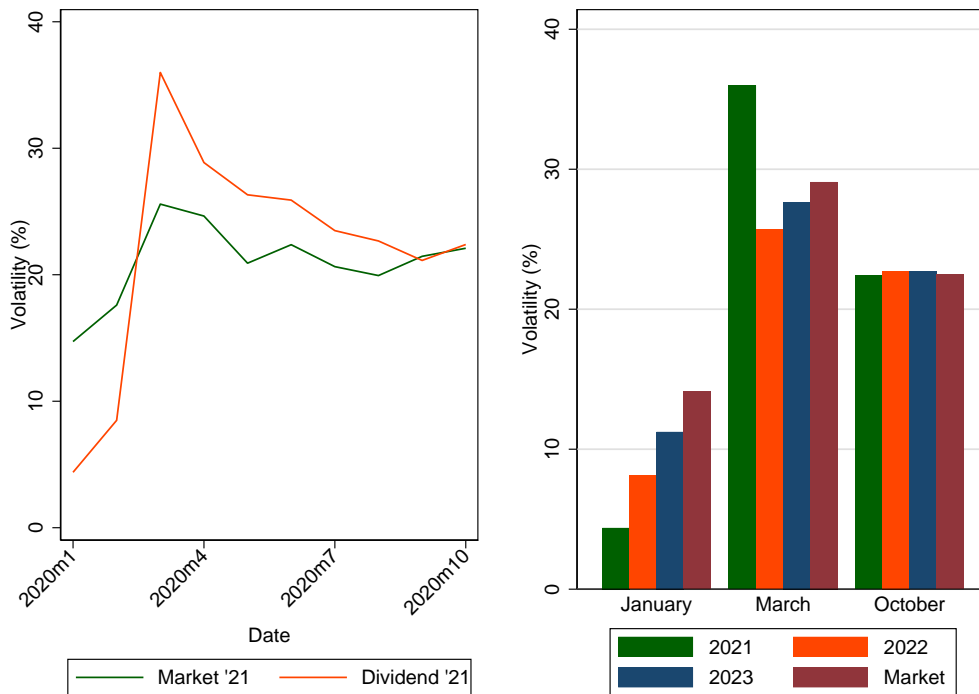 Volatility (%)
40
30
20
10
0
2020m1
2020m4
2020m7
2020m10
Date
Market '21
Dividend '21
Volatility (%)
40
30
20
10
0
January
March
October
2021
2022
2023
Market